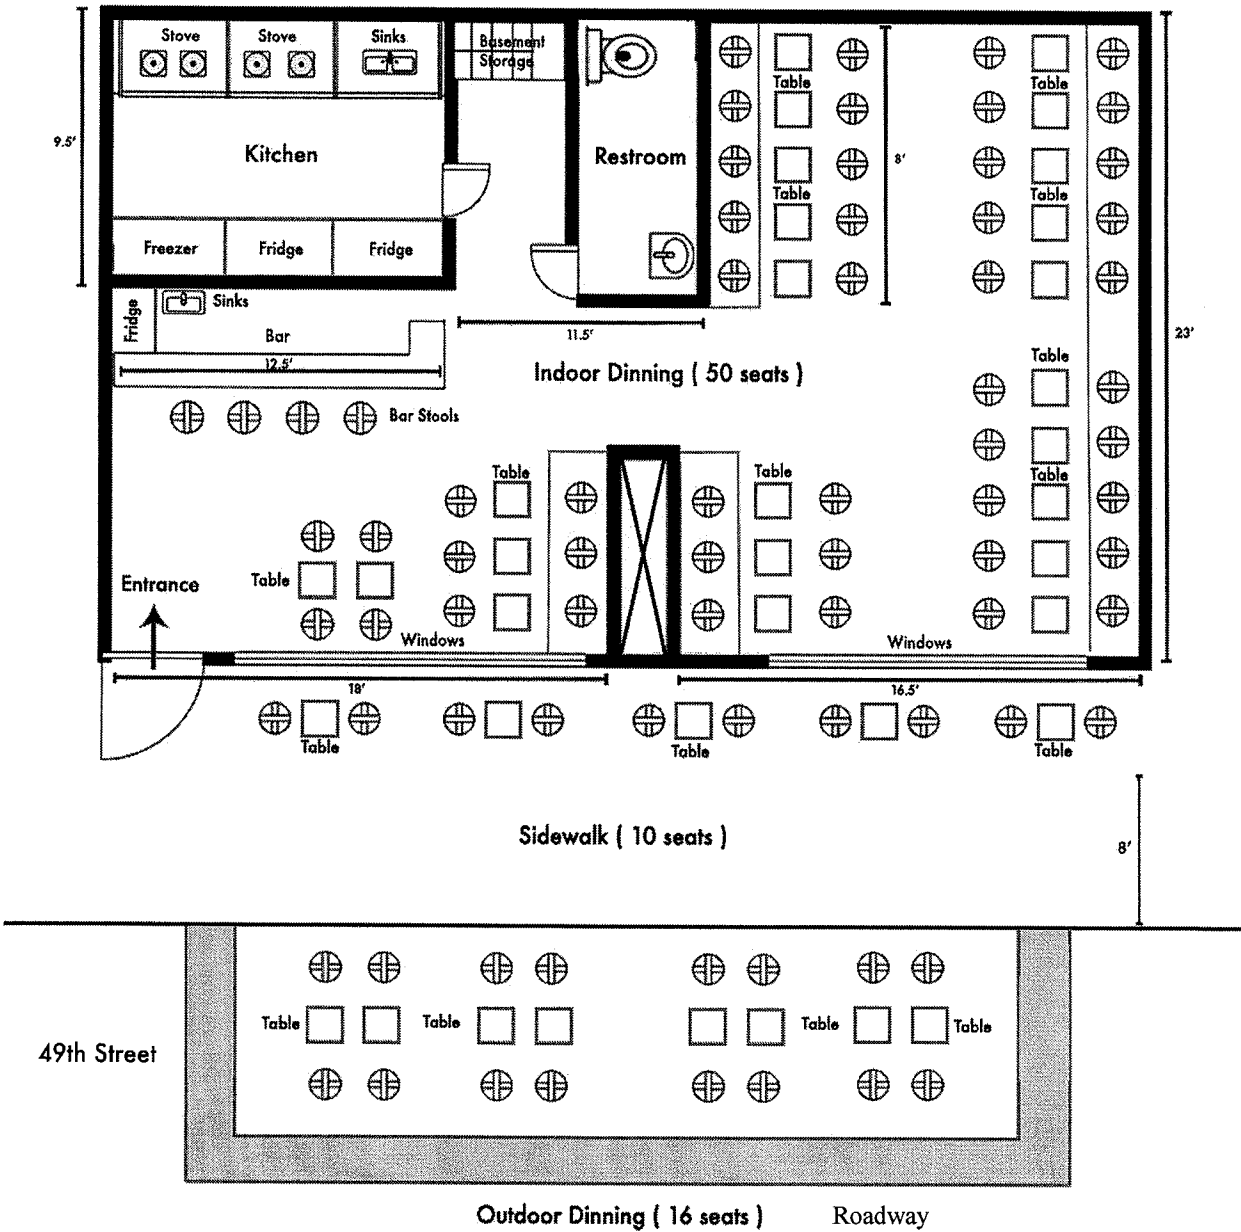 Stove
Stove
Sinks
Basement
Storage
Table
Table
9.5'
Kitchen
Restroom
8'
Table
Table
Freezer
Fridge
Fridge
Fridge
Sinks
Bar
11.5'
23'
12.5'
Indoor Dinning ( 50 seats )
Table
Bar Stools
Table
Table
Table
Table
Entrance
Windows
Windows
18'
16.5'
Table
Table
Table
Sidewalk ( 10 seats )
8'
Table
Table
Table
Table
49th Street
Outdoor Dinning ( 16 seats )
Roadway